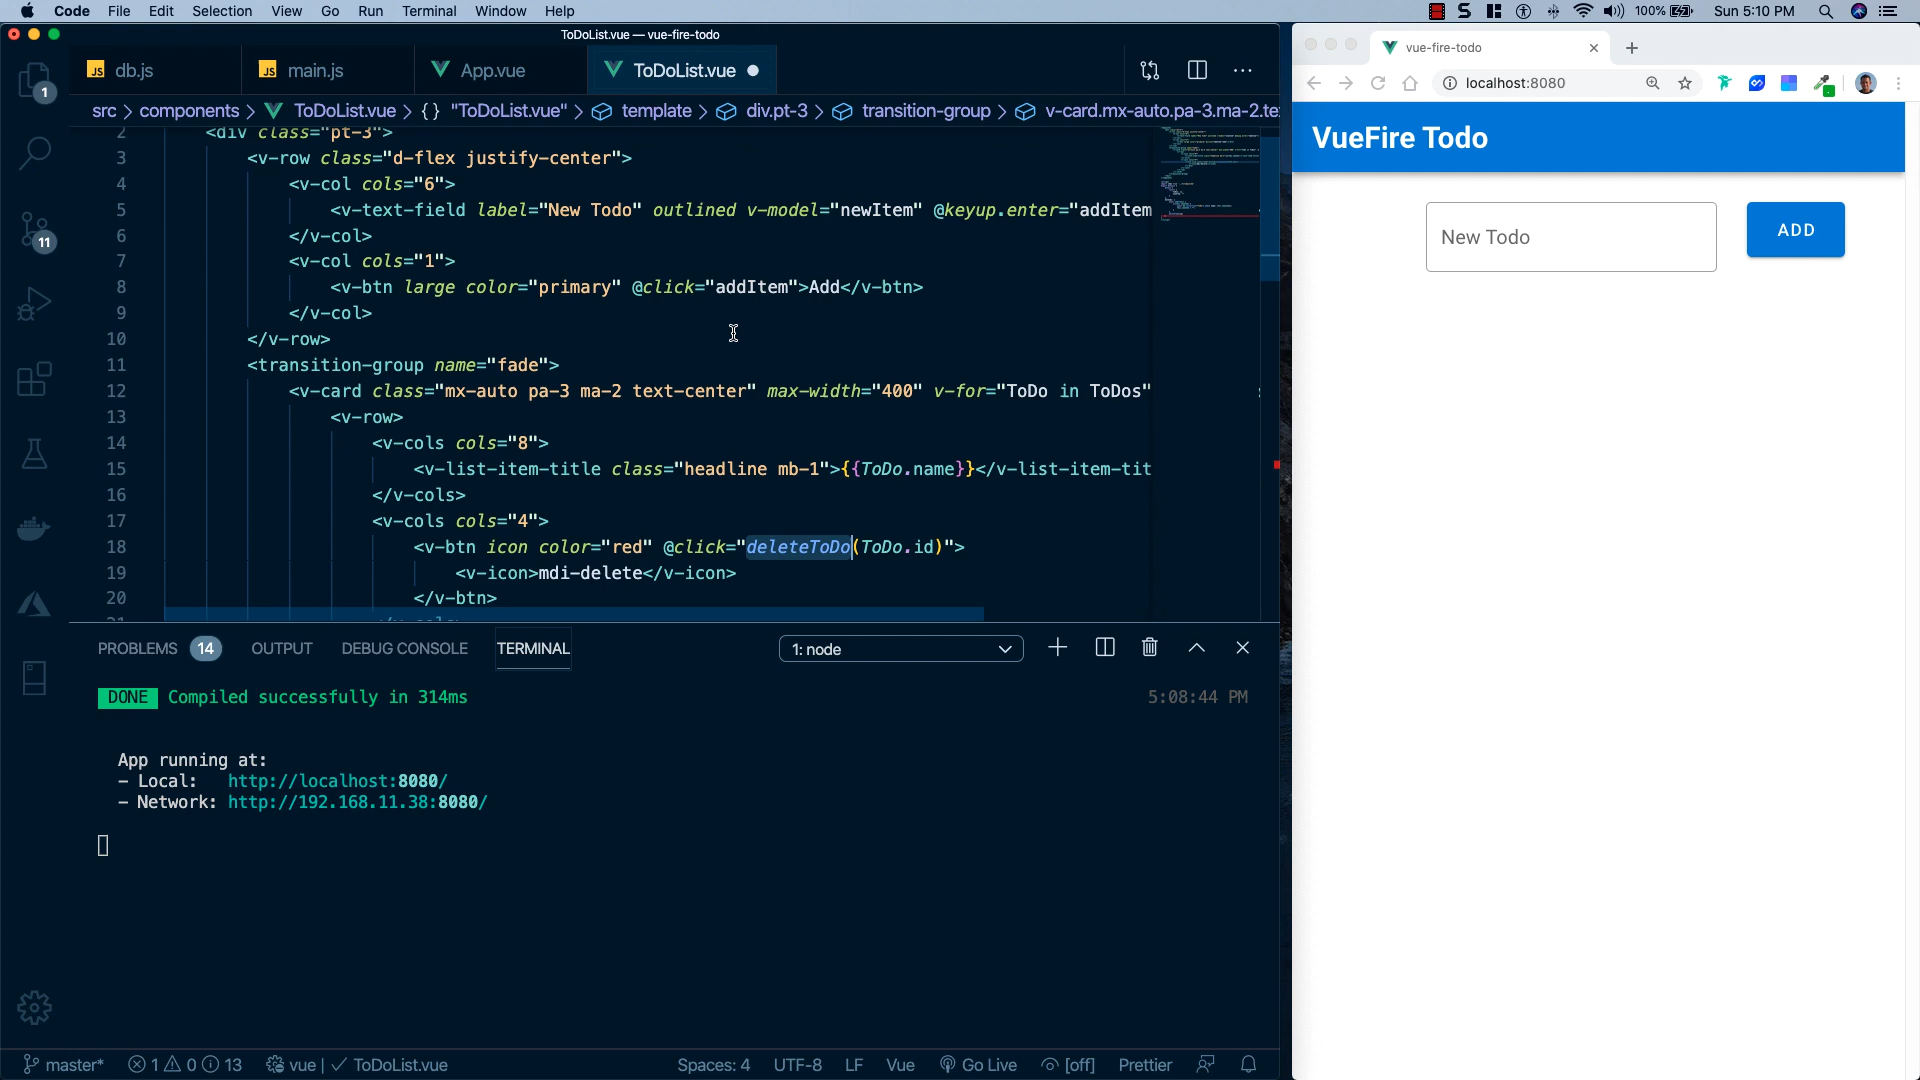 Code File Edit Selection View Go Run Terminal Window Help
100% Sun 5:10 PM
ToDoList.vue — vue-fire-todo
JS db.js
JS main.js
App.vue
ToDoList.vue
src > components > ToDoList.vue > {} "ToDoList.vue" > template > div.pt-3 > transition-group > v-card.mx-auto.pa-3.ma-2.te
2 <div class="pt-3">
3 <v-row class="d-flex justify-center">
4 <v-col cols="6">
5 <v-text-field label="New Todo" outlined v-model="newItem" @keyup.enter="addItem
6 </v-col>
7 <v-col cols="1">
8 <v-btn large color="primary" @click="addItem">Add</v-btn>
9 </v-col>
10 </v-row>
11 <transition-group name="fade">
12 <v-card class="mx-auto pa-3 ma-2 text-center" max-width="400" v-for="ToDo in ToDos"
13 <v-row>
14 <v-cols cols="8">
15 <v-list-item-title class="headline mb-1">{{ToDo.name}}</v-list-item-tit
16 </v-cols>
17 <v-cols cols="4">
18 <v-btn icon color="red" @click="deleteToDo(ToDo.id)">
19 <v-icon>mdi-delete</v-icon>
20 </v-btn>
1
11
PROBLEMS 14 OUTPUT DEBUG CONSOLE TERMINAL 1: node
DONE Compiled successfully in 314ms 5:08:44 PM
App running at:
- Local: http://localhost:8080/
- Network: http://192.168.11.38:8080/
master* 1 0 13 vue | ToDoList.vue Spaces: 4 UTF-8 LF Vue Go Live [off] Prettier
vue-fire-todo
localhost:8080
VueFire Todo
New Todo
ADD